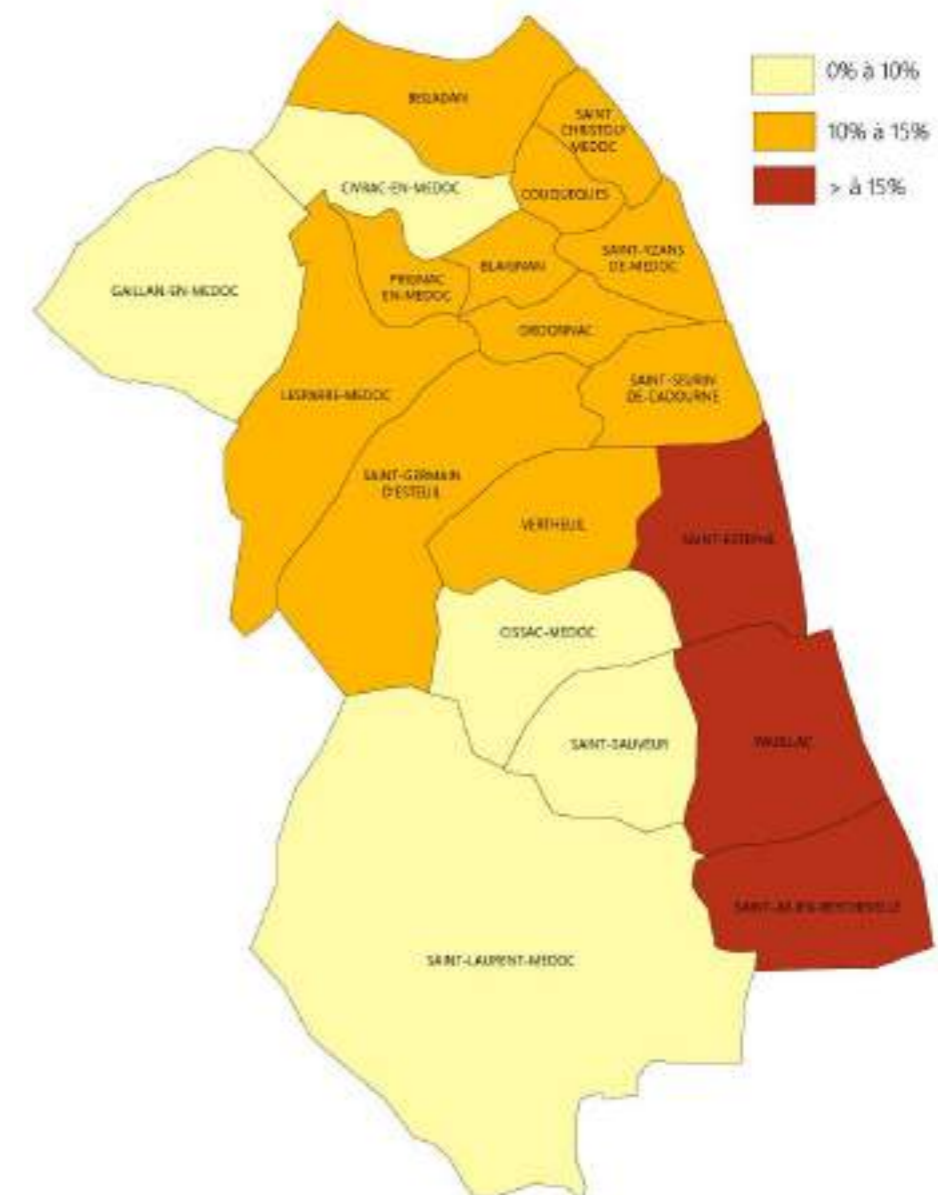 0% à 10%
10% à 15%
> à 15%
BEGADAN
SAINT
CHRISTOLY
MEDOC
CIVRAC-EN-MEDOC
COUQUEQUES
GAILLAN-EN-MEDOC
PRIGNAC
EN-MEDOC
BLAIGNAN
SAINT-YZANS
DE-MEDOC
ORDONNAC
LESPARRE-MEDOC
SAINT-SEURIN
DE-CADOURNE
SAINT-GERMAIN
D'ESTEUIL
VERTHEUIL
SAINT-ESTEPHE
CISSAC-MEDOC
SAINT-SAUVEUR
PAUILLAC
SAINT-JULIEN-BEYCHEVELLE
SAINT-LAURENT-MEDOC